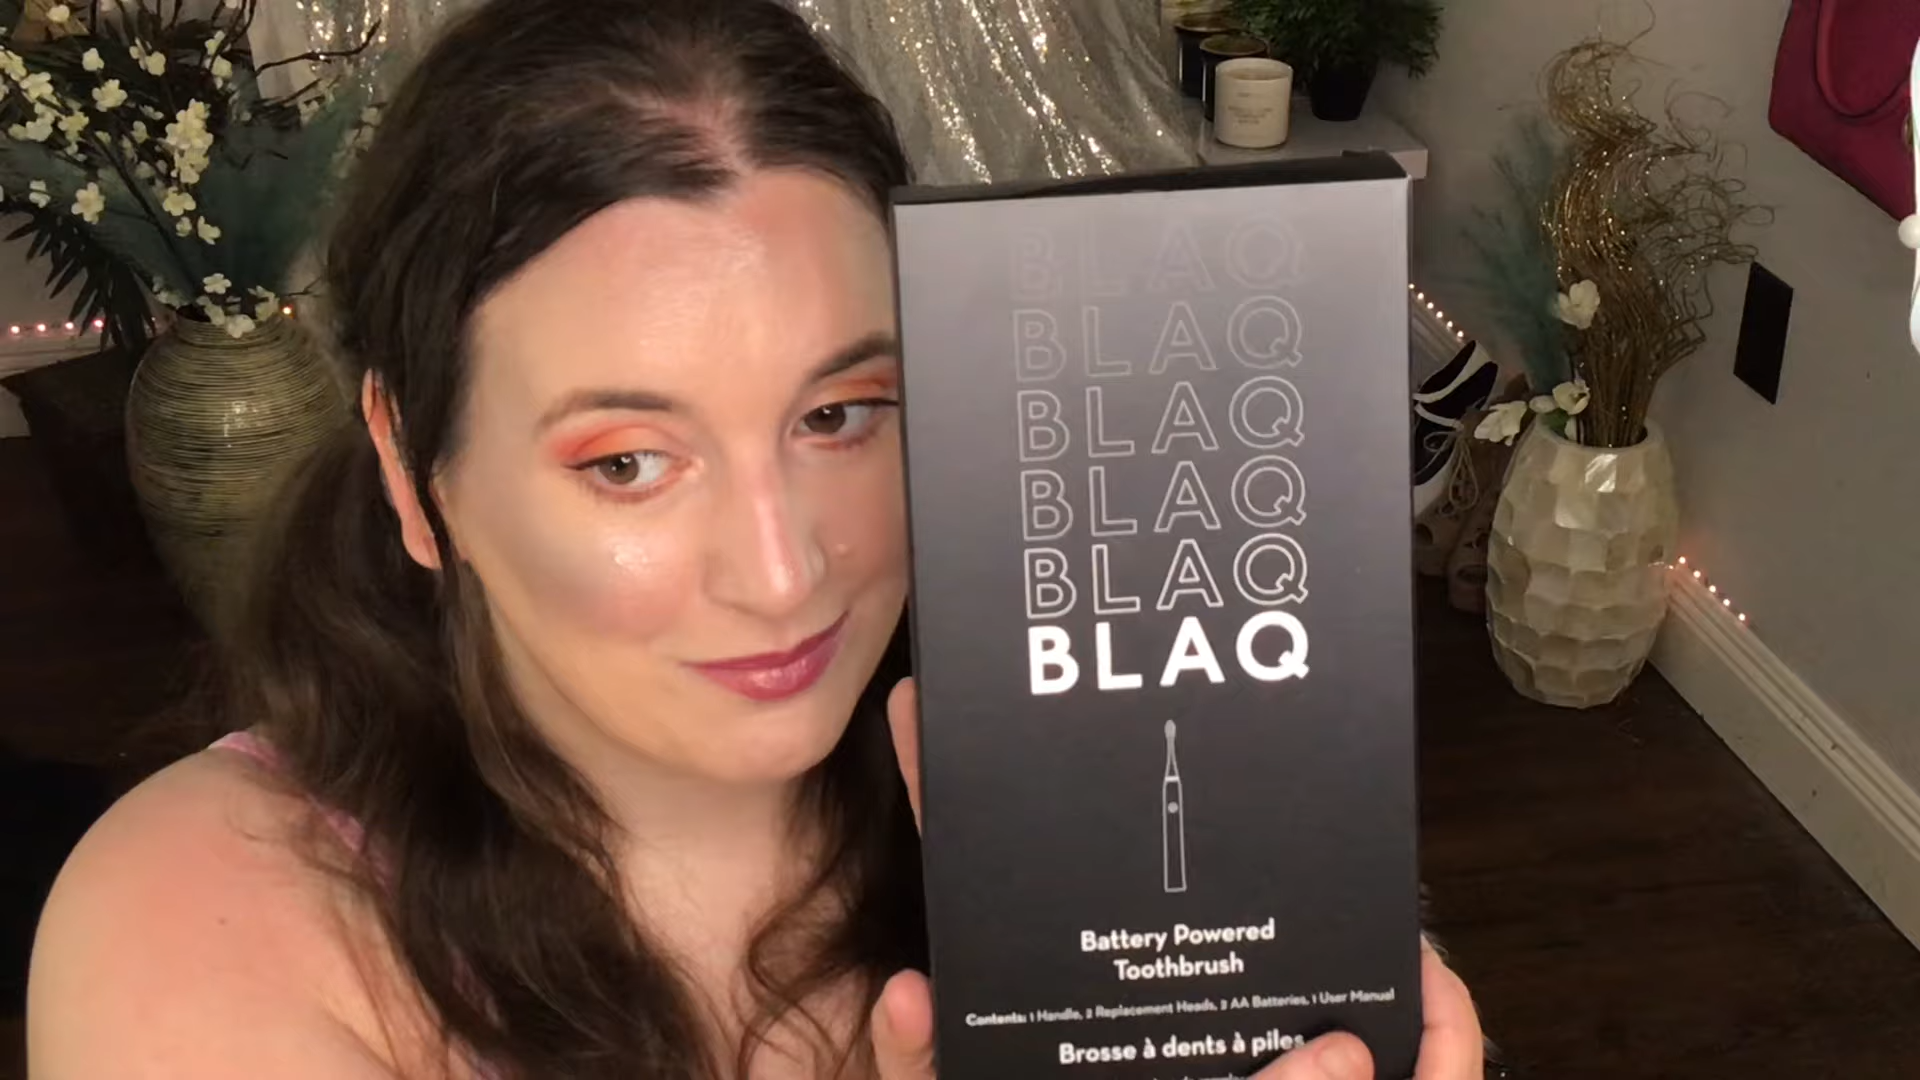 BLAQ
BLAQ
BLAQ
BLAQ
BLAQ
BLAQ
Battery Powered
Toothbrush
Contents: 1 Handle, 2 Replacement Heads, 2 AA Batteries, 1 User Manual
Brosse à dents à piles